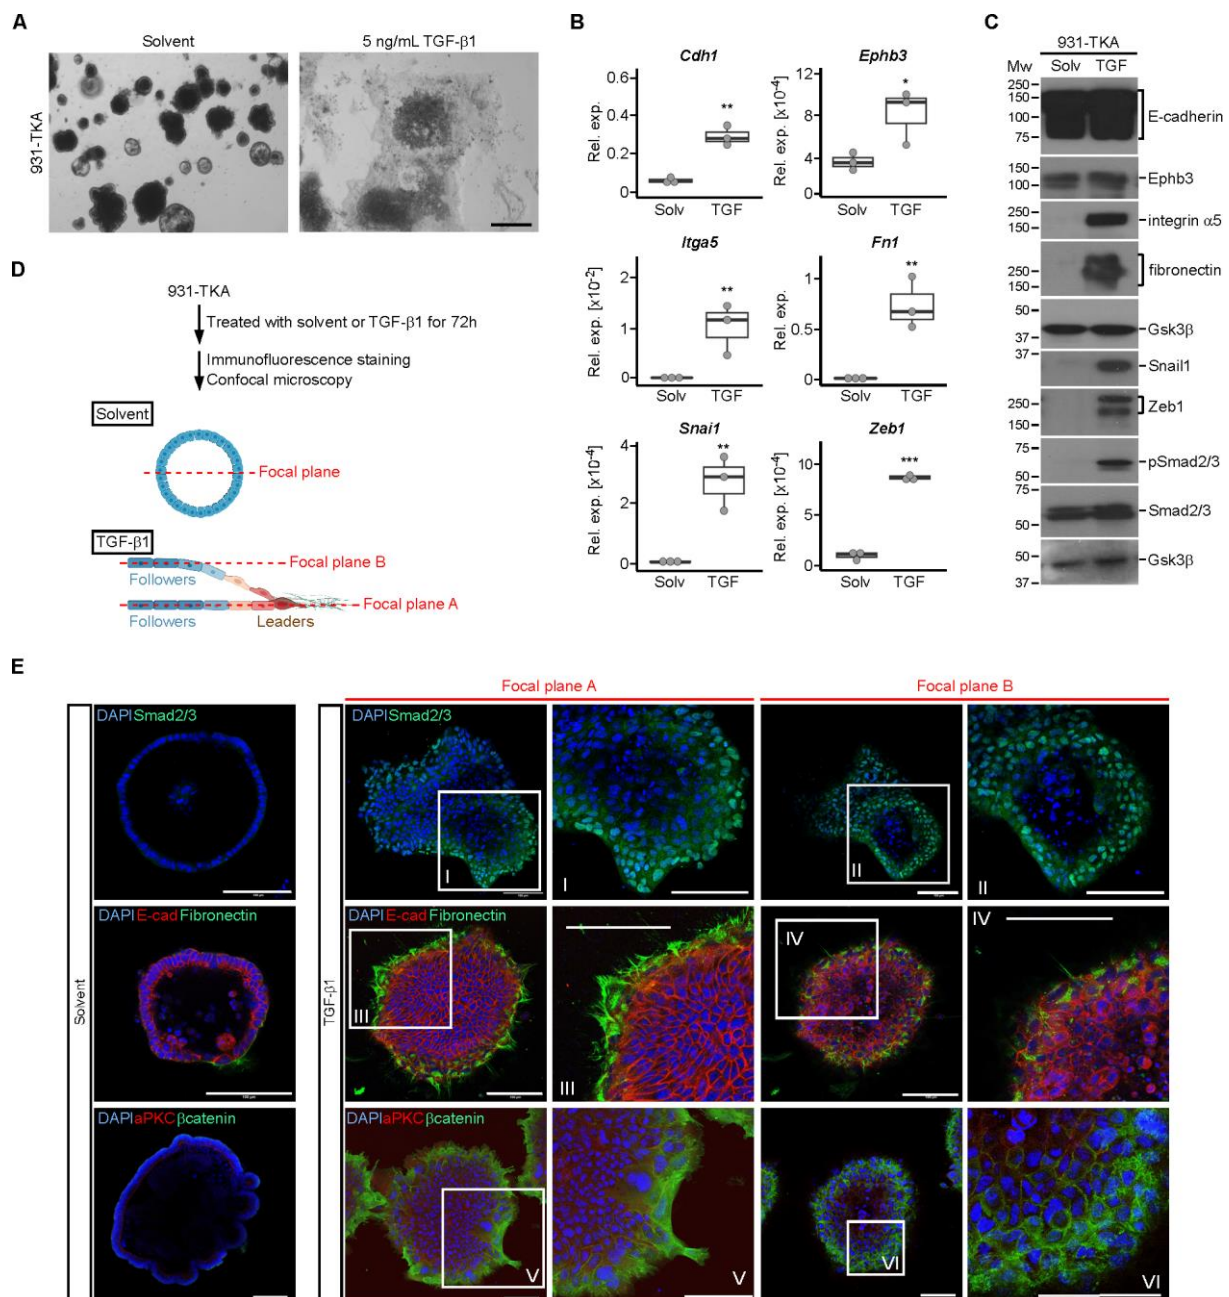 A
Solvent
5 ng/mL TGF-β1
931-TKA
B
Cdh1
Rel. exp.
0.6
0.4
0.2
0
**
Solv TGF
Ephb3
Rel. exp. [x10-4]
12
8
4
0
*
Solv TGF
Itga5
Rel. exp. [x10-2]
2
1
0
**
Solv TGF
Fn1
Rel. exp.
1
0.5
0
**
Solv TGF
Snai1
Rel. exp. [x10-4]
4
2
0
**
Solv TGF
Zeb1
Rel. exp. [x10-4]
10
5
0
***
Solv TGF
C
931-TKA
Mw Solv TGF
250
150
100
75
E-cadherin
150
100
Ephb3
250
150
integrin α5
250
150
fibronectin
50
37
Gsk3β
37
Snail1
250
150
Zeb1
75
50
pSmad2/3
75
50
Smad2/3
50
37
Gsk3β
D
931-TKA
Treated with solvent or TGF-β1 for 72h
Immunofluorescence staining
Confocal microscopy
Solvent
Focal plane
TGF-β1
Focal plane B
Followers
Focal plane A
Followers Leaders
E
Focal plane A
Focal plane B
Solvent
TGF-β1
DAPI Smad2/3
DAPI Smad2/3
I
I
II
II
DAPI E-cad Fibronectin
DAPI E-cad Fibronectin
III
III
IV
IV
DAPI aPKC βcatenin
DAPI aPKC βcatenin
V
V
VI
VI